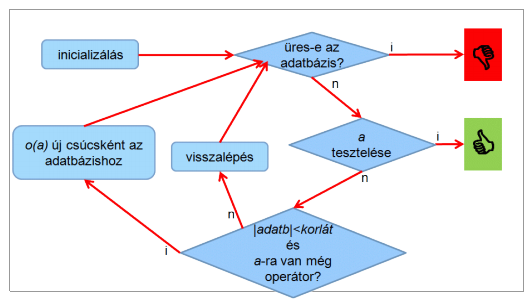 inicializálás
üres-e az
adatbázis?
i
n
a
tesztelése
i
n
o(a) új csúcsként az
adatbázishoz
visszalépés
n
i
|adatb|<korlát
és
a-ra van még
operátor?